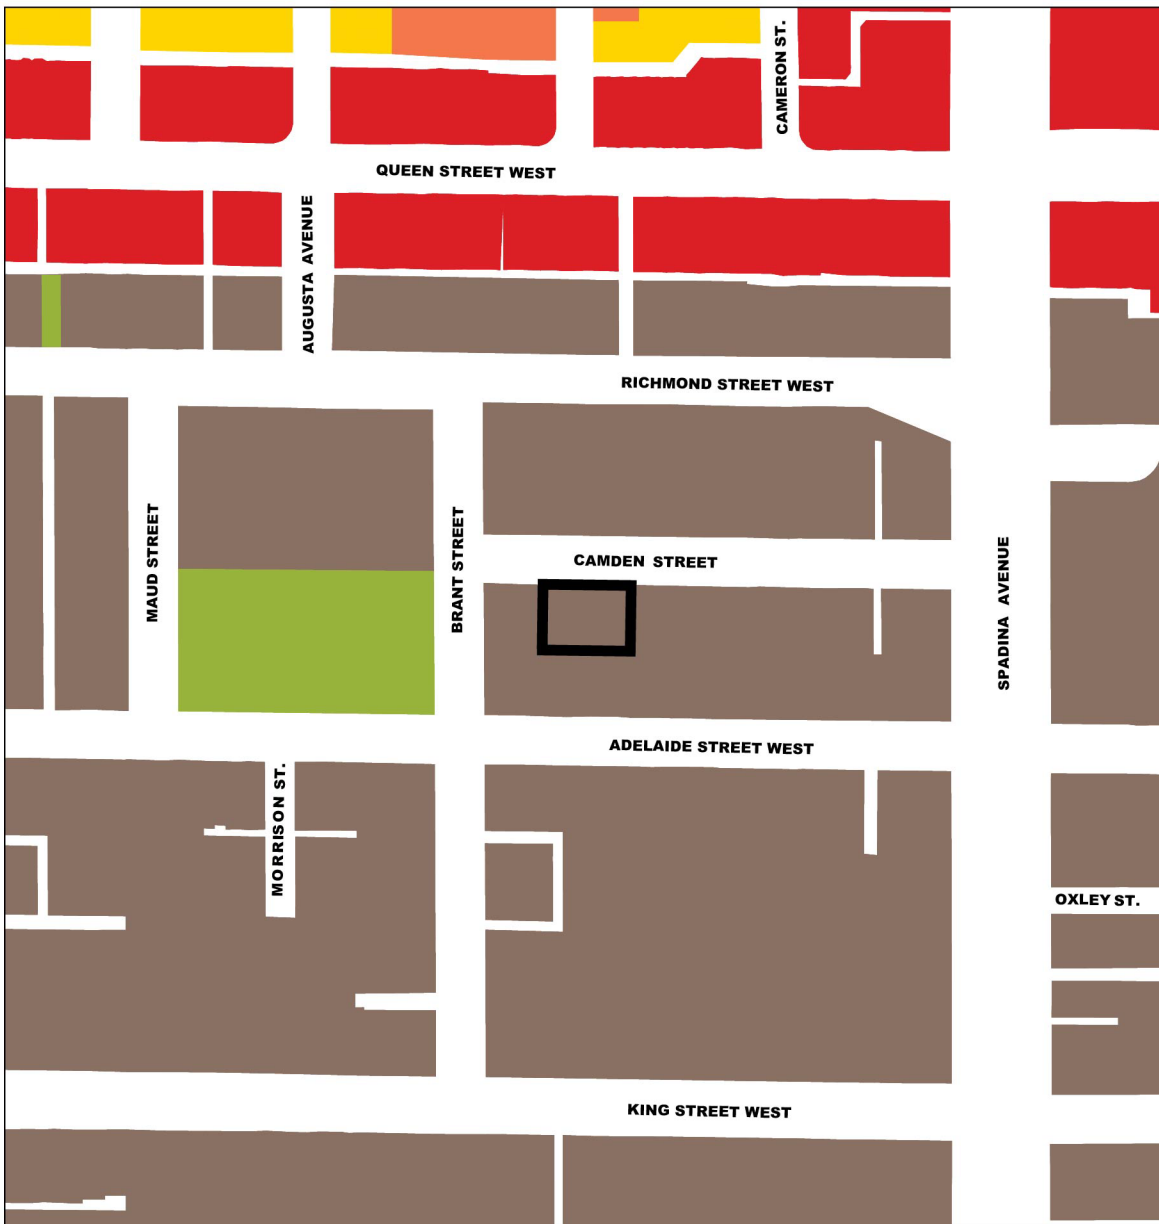 CAMERON ST.
QUEEN STREET WEST
AUGUSTA AVENUE
RICHMOND STREET WEST
MAUD STREET
BRANT STREET
CAMDEN STREET
SPADINA AVENUE
ADELAIDE STREET WEST
MORRISON ST.
OXLEY ST.
KING STREET WEST